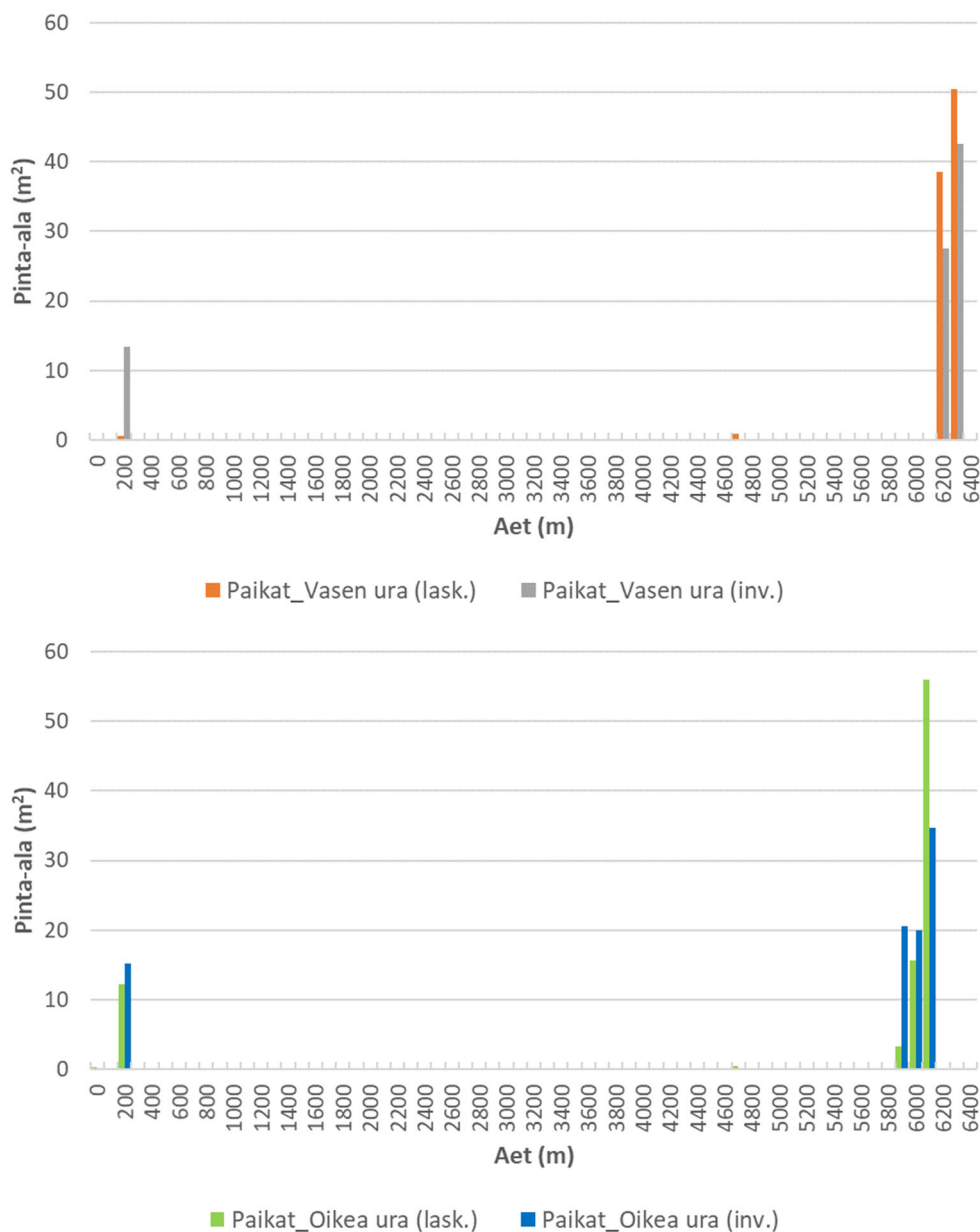 60
50
40
30
20
10
0
Pinta-ala (m²)
0 200 400 600 800 1000 1200 1400 1600 1800 2000 2200 2400 2600 2800 3000 3200 3400 3600 3800 4000 4200 4400 4600 4800 5000 5200 5400 5600 5800 6000 6200 6400
Aet (m)
Paikat_Vasen ura (lask.) Paikat_Vasen ura (inv.)
60
50
40
30
20
10
0
Pinta-ala (m²)
0 200 400 600 800 1000 1200 1400 1600 1800 2000 2200 2400 2600 2800 3000 3200 3400 3600 3800 4000 4200 4400 4600 4800 5000 5200 5400 5600 5800 6000 6200 6400
Aet (m)
Paikat_Oikea ura (lask.) Paikat_Oikea ura (inv.)